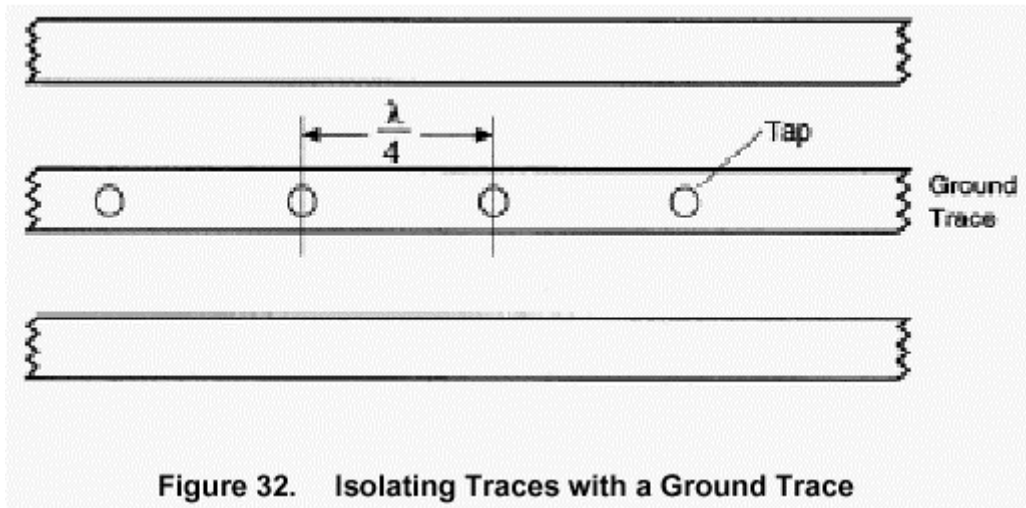 λ
4
Tap
Ground
Trace
Figure 32. Isolating Traces with a Ground Trace